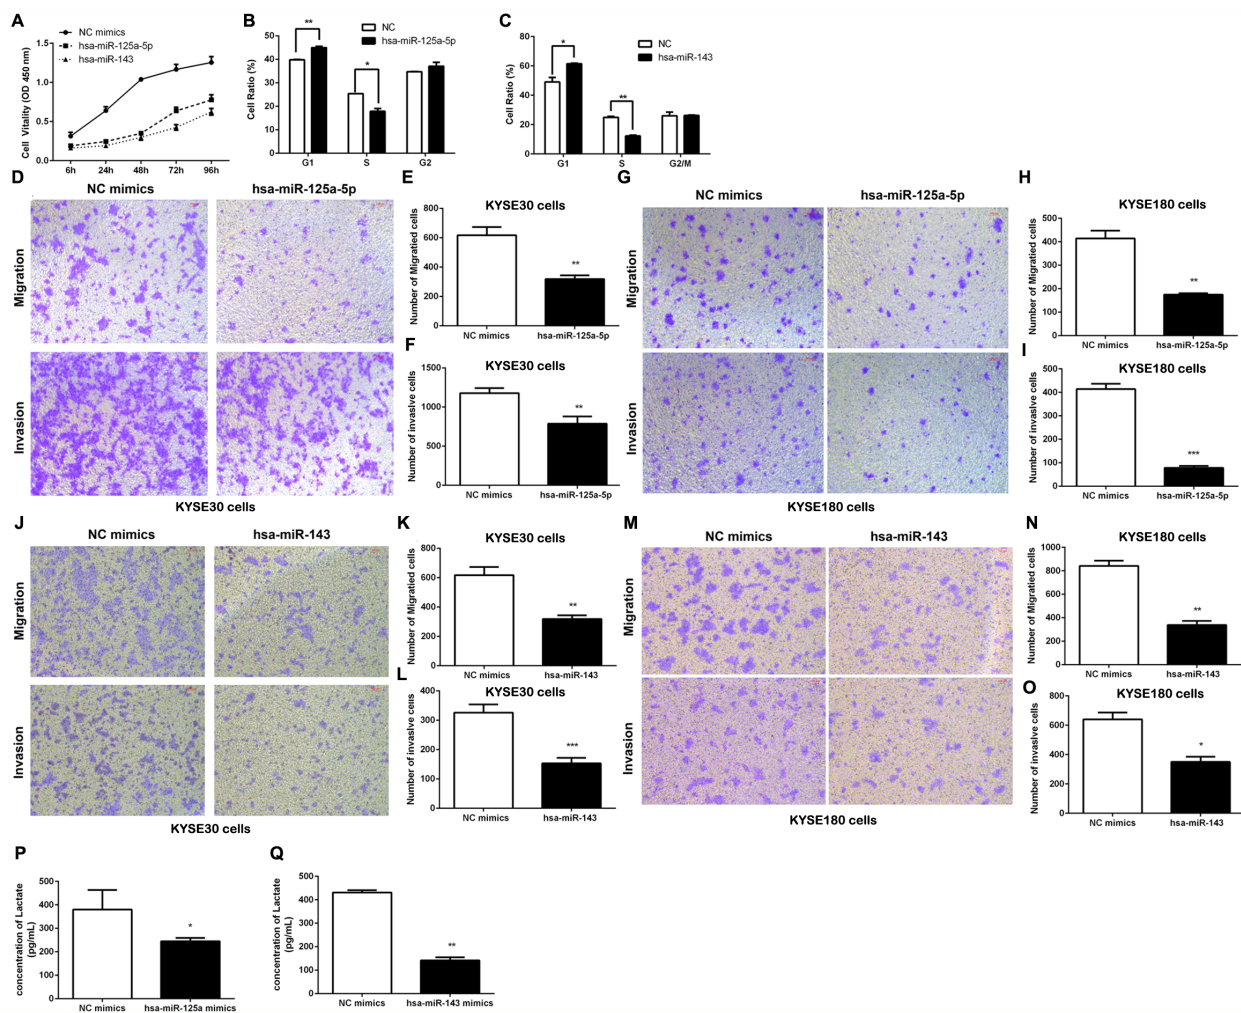 A
NC mimics
hsa-miR-125a-5p
hsa-miR-143
Cell Vitality (OD 450 nm)
1.5
1.0
0.5
0.0
6h 24h 48h 72h 96h
B
NC
hsa-miR-125a-5p
Cell Ratio (%)
50
40
30
20
10
0
**
*
G1 S G2
C
NC
hsa-miR-143
Cell Ratio (%)
80
60
40
20
0
*
**
G1 S G2/M
D
NC mimics hsa-miR-125a-5p
Migration
Invasion
KYSE30 cells
E
KYSE30 cells
Number of Migratied cells
800
600
400
200
0
**
NC mimics hsa-miR-125a-5p
F
KYSE30 cells
Number of invasive cells
1500
1000
500
0
**
NC mimics hsa-miR-125a-5p
G
NC mimics hsa-miR-125a-5p
Migration
Invasion
KYSE180 cells
H
KYSE180 cells
Number of Migratied cells
500
400
300
200
100
0
**
NC mimics hsa-miR-125a-5p
I
KYSE180 cells
Number of invasive cells
500
400
300
200
100
0
***
NC mimics hsa-miR-125a-5p
J
NC mimics hsa-miR-143
Migration
Invasion
KYSE30 cells
K
KYSE30 cells
Number of Migratied cells
800
600
400
200
0
**
NC mimics hsa-miR-143
L
KYSE30 cells
Number of invasive cells
400
300
200
100
0
***
NC mimics hsa-miR-143
M
NC mimics hsa-miR-143
Migration
Invasion
KYSE180 cells
N
KYSE180 cells
Number of Migratied cells
1000
800
600
400
200
0
**
NC mimics hsa-miR-143
O
KYSE180 cells
Number of invasive cells
800
600
400
200
0
*
NC mimics hsa-miR-143
P
concentration of Lactate
(pg/mL)
500
400
300
200
100
0
*
NC mimics hsa-miR-125a mimics
Q
concentration of Lactate
(pg/mL)
500
400
300
200
100
0
**
NC mimics hsa-miR-143 mimics